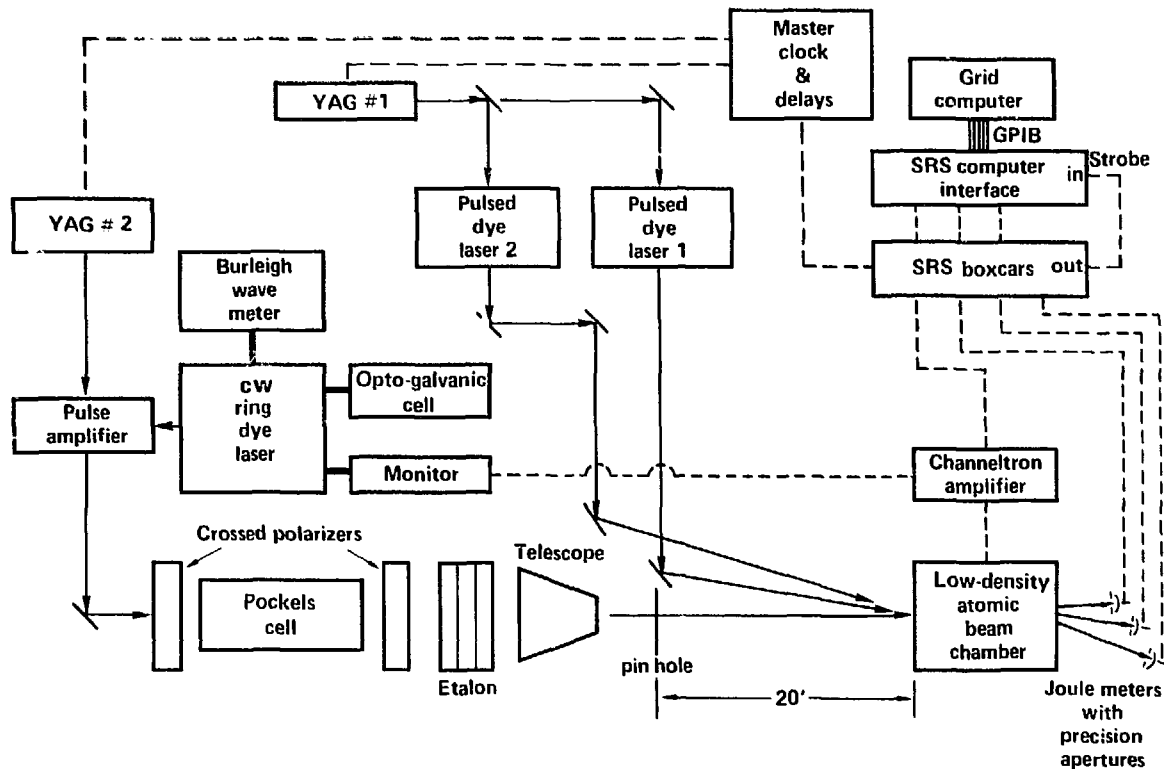 Master
clock
&
delays
Grid
computer
GPIB
YAG #1
SRS computer
interface
in
Strobe
YAG # 2
Pulsed
dye
laser 2
Pulsed
dye
laser 1
SRS boxcars
out
Burleigh
wave
meter
cw
ring
dye
laser
Opto-galvanic
cell
Pulse
amplifier
Monitor
Channeltron
amplifier
Crossed polarizers
Telescope
Pockels
cell
Low-density
atomic
beam
chamber
pin hole
Etalon
20'
Joule meters
with
precision
apertures